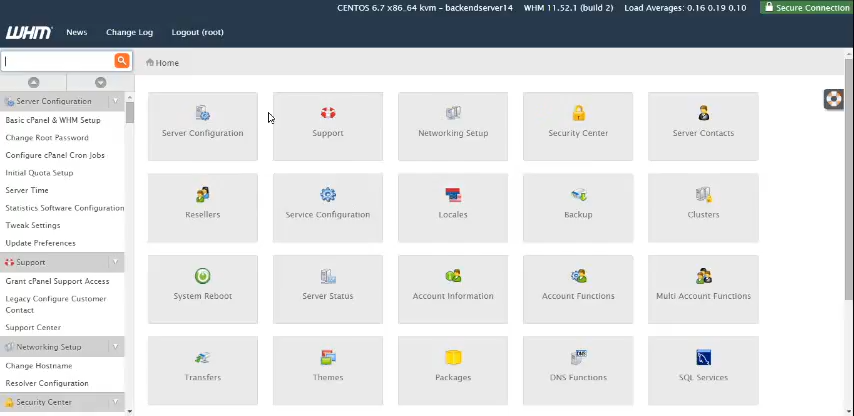 CENTOS 6.7 x86_64 kvm – backendserver14 WHM 11.52.1 (build 2) Load Averages: 0.16 0.19 0.10 Secure Connection
WHM News Change Log Logout (root)
Home
Server Configuration
Basic cPanel & WHM Setup
Change Root Password
Configure cPanel Cron Jobs
Initial Quota Setup
Server Time
Statistics Software Configuration
Tweak Settings
Update Preferences
Support
Grant cPanel Support Access
Legacy Configure Customer
Contact
Support Center
Networking Setup
Change Hostname
Resolver Configuration
Security Center
Server Configuration Support Networking Setup Security Center Server Contacts
Resellers Service Configuration Locales Backup Clusters
System Reboot Server Status Account Information Account Functions Multi Account Functions
Transfers Themes Packages DNS Functions SQL Services